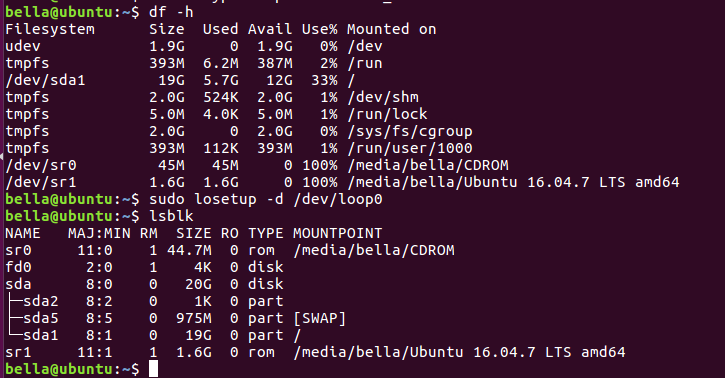 bella@ubuntu:~$ df -h
Filesystem      Size  Used Avail Use% Mounted on
udev            1.9G     0  1.9G   0% /dev
tmpfs           393M  6.2M  387M   2% /run
/dev/sda1        19G  5.7G   12G  33% /
tmpfs           2.0G  524K  2.0G   1% /dev/shm
tmpfs           5.0M  4.0K  5.0M   1% /run/lock
tmpfs           2.0G     0  2.0G   0% /sys/fs/cgroup
tmpfs           393M  112K  393M   1% /run/user/1000
/dev/sr0         45M   45M     0 100% /media/bella/CDROM
/dev/sr1        1.6G  1.6G     0 100% /media/bella/Ubuntu 16.04.7 LTS amd64
bella@ubuntu:~$ sudo losetup -d /dev/loop0
bella@ubuntu:~$ lsblk
NAME   MAJ:MIN RM  SIZE RO TYPE MOUNTPOINT
sr0     11:0    1 44.7M  0 rom  /media/bella/CDROM
fd0      2:0    1    4K  0 disk
sda      8:0    0   20G  0 disk
├─sda2   8:2    0    1K  0 part
├─sda5   8:5    0  975M  0 part [SWAP]
└─sda1   8:1    0   19G  0 part /
sr1     11:1    1  1.6G  0 rom  /media/bella/Ubuntu 16.04.7 LTS amd64
bella@ubuntu:~$